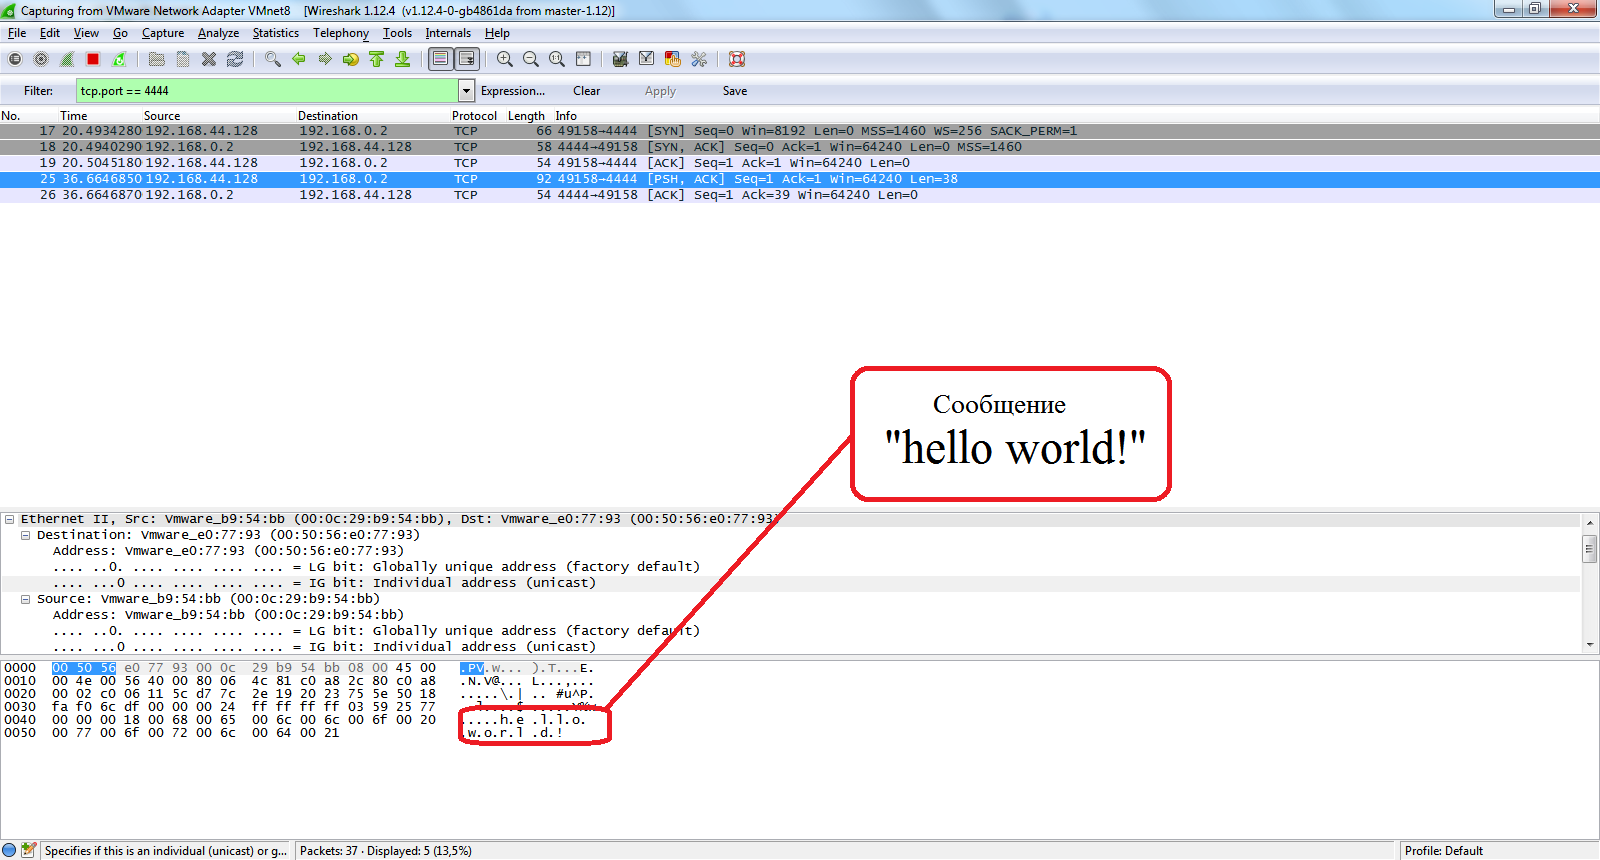 Capturing from VMware Network Adapter VMnet8 [Wireshark 1.12.4 (v1.12.4-0-gb4861da from master-1.12)]
File Edit View Go Capture Analyze Statistics Telephony Tools Internals Help
Filter: tcp.port == 4444 Expression... Clear Apply Save
No. Time Source Destination Protocol Length Info
17 20.4934280 192.168.44.128 192.168.0.2 TCP 66 49158→4444 [SYN] Seq=0 Win=8192 Len=0 MSS=1460 WS=256 SACK_PERM=1
18 20.4940290 192.168.0.2 192.168.44.128 TCP 58 4444→49158 [SYN, ACK] Seq=0 Ack=1 Win=64240 Len=0 MSS=1460
19 20.5045180 192.168.44.128 192.168.0.2 TCP 54 49158→4444 [ACK] Seq=1 Ack=1 Win=64240 Len=0
25 36.6646850 192.168.44.128 192.168.0.2 TCP 92 49158→4444 [PSH, ACK] Seq=1 Ack=1 Win=64240 Len=38
26 36.6646870 192.168.0.2 192.168.44.128 TCP 54 4444→49158 [ACK] Seq=1 Ack=39 Win=64240 Len=0
Сообщение
"hello world!"
Ethernet II, Src: Vmware_b9:54:bb (00:0c:29:b9:54:bb), Dst: Vmware_e0:77:93 (00:50:56:e0:77:93)
Destination: Vmware_e0:77:93 (00:50:56:e0:77:93)
Address: Vmware_e0:77:93 (00:50:56:e0:77:93)
.... ..0. .... .... .... .... = LG bit: Globally unique address (factory default)
.... ...0 .... .... .... .... = IG bit: Individual address (unicast)
Source: Vmware_b9:54:bb (00:0c:29:b9:54:bb)
Address: Vmware_b9:54:bb (00:0c:29:b9:54:bb)
.... ..0. .... .... .... .... = LG bit: Globally unique address (factory default)
.... ...0 .... .... .... .... = IG bit: Individual address (unicast)
0000 00 50 56 e0 77 93 00 0c 29 b9 54 bb 08 00 45 00 .PV.w... ).T...E.
0010 00 4e 00 56 40 00 80 06 4c 81 c0 a8 2c 80 c0 a8 .N.V@... L...,...
0020 00 02 c0 06 11 5c d7 7c 2e 19 20 23 75 5e 50 18 .....\.| .. #u^P.
0030 fa f0 6c df 00 00 00 24 ff ff ff ff 03 59 25 77 ..l....$ .....Y%w
0040 00 00 00 18 00 68 00 65 00 6c 00 6c 00 6f 00 20 .....h.e .l.l.o.
0050 00 77 00 6f 00 72 00 6c 00 64 00 21 .w.o.r.l .d.!
Specifies if this is an individual (unicast) or g... Packets: 37 · Displayed: 5 (13,5%) Profile: Default